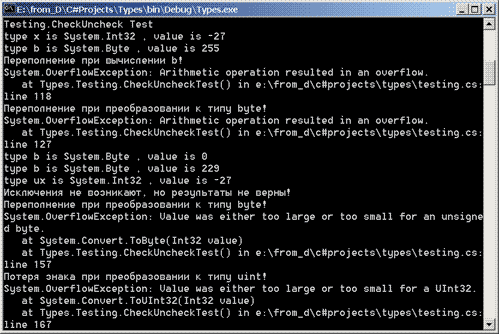 E:\from_D\C#Projects\Types\bin\Debug\Types.exe
Testing.CheckUncheck Test
type x is System.Int32 , value is -27
type b is System.Byte , value is 255
Переполнение при вычислении b!
System.OverflowException: Arithmetic operation resulted in an overflow.
at Types.Testing.CheckUncheckTest() in e:\from_d\c#projects\types\testing.cs:
line 118
Переполнение при преобразовании к типу byte!
System.OverflowException: Arithmetic operation resulted in an overflow.
at Types.Testing.CheckUncheckTest() in e:\from_d\c#projects\types\testing.cs:
line 127
type b is System.Byte , value is 0
type b is System.Byte , value is 229
type ux is System.Int32 , value is -27
Исключения не возникают, но результаты не верны!
Переполнение при преобразовании к типу byte!
System.OverflowException: Value was either too large or too small for an unsigne
d byte.
at System.Convert.ToByte(Int32 value)
at Types.Testing.CheckUncheckTest() in e:\from_d\c#projects\types\testing.cs:
line 157
Потеря знака при преобразовании к типу uint!
System.OverflowException: Value was either too large or too small for a UInt32.
at System.Convert.ToUInt32(Int32 value)
at Types.Testing.CheckUncheckTest() in e:\from_d\c#projects\types\testing.cs:
line 167